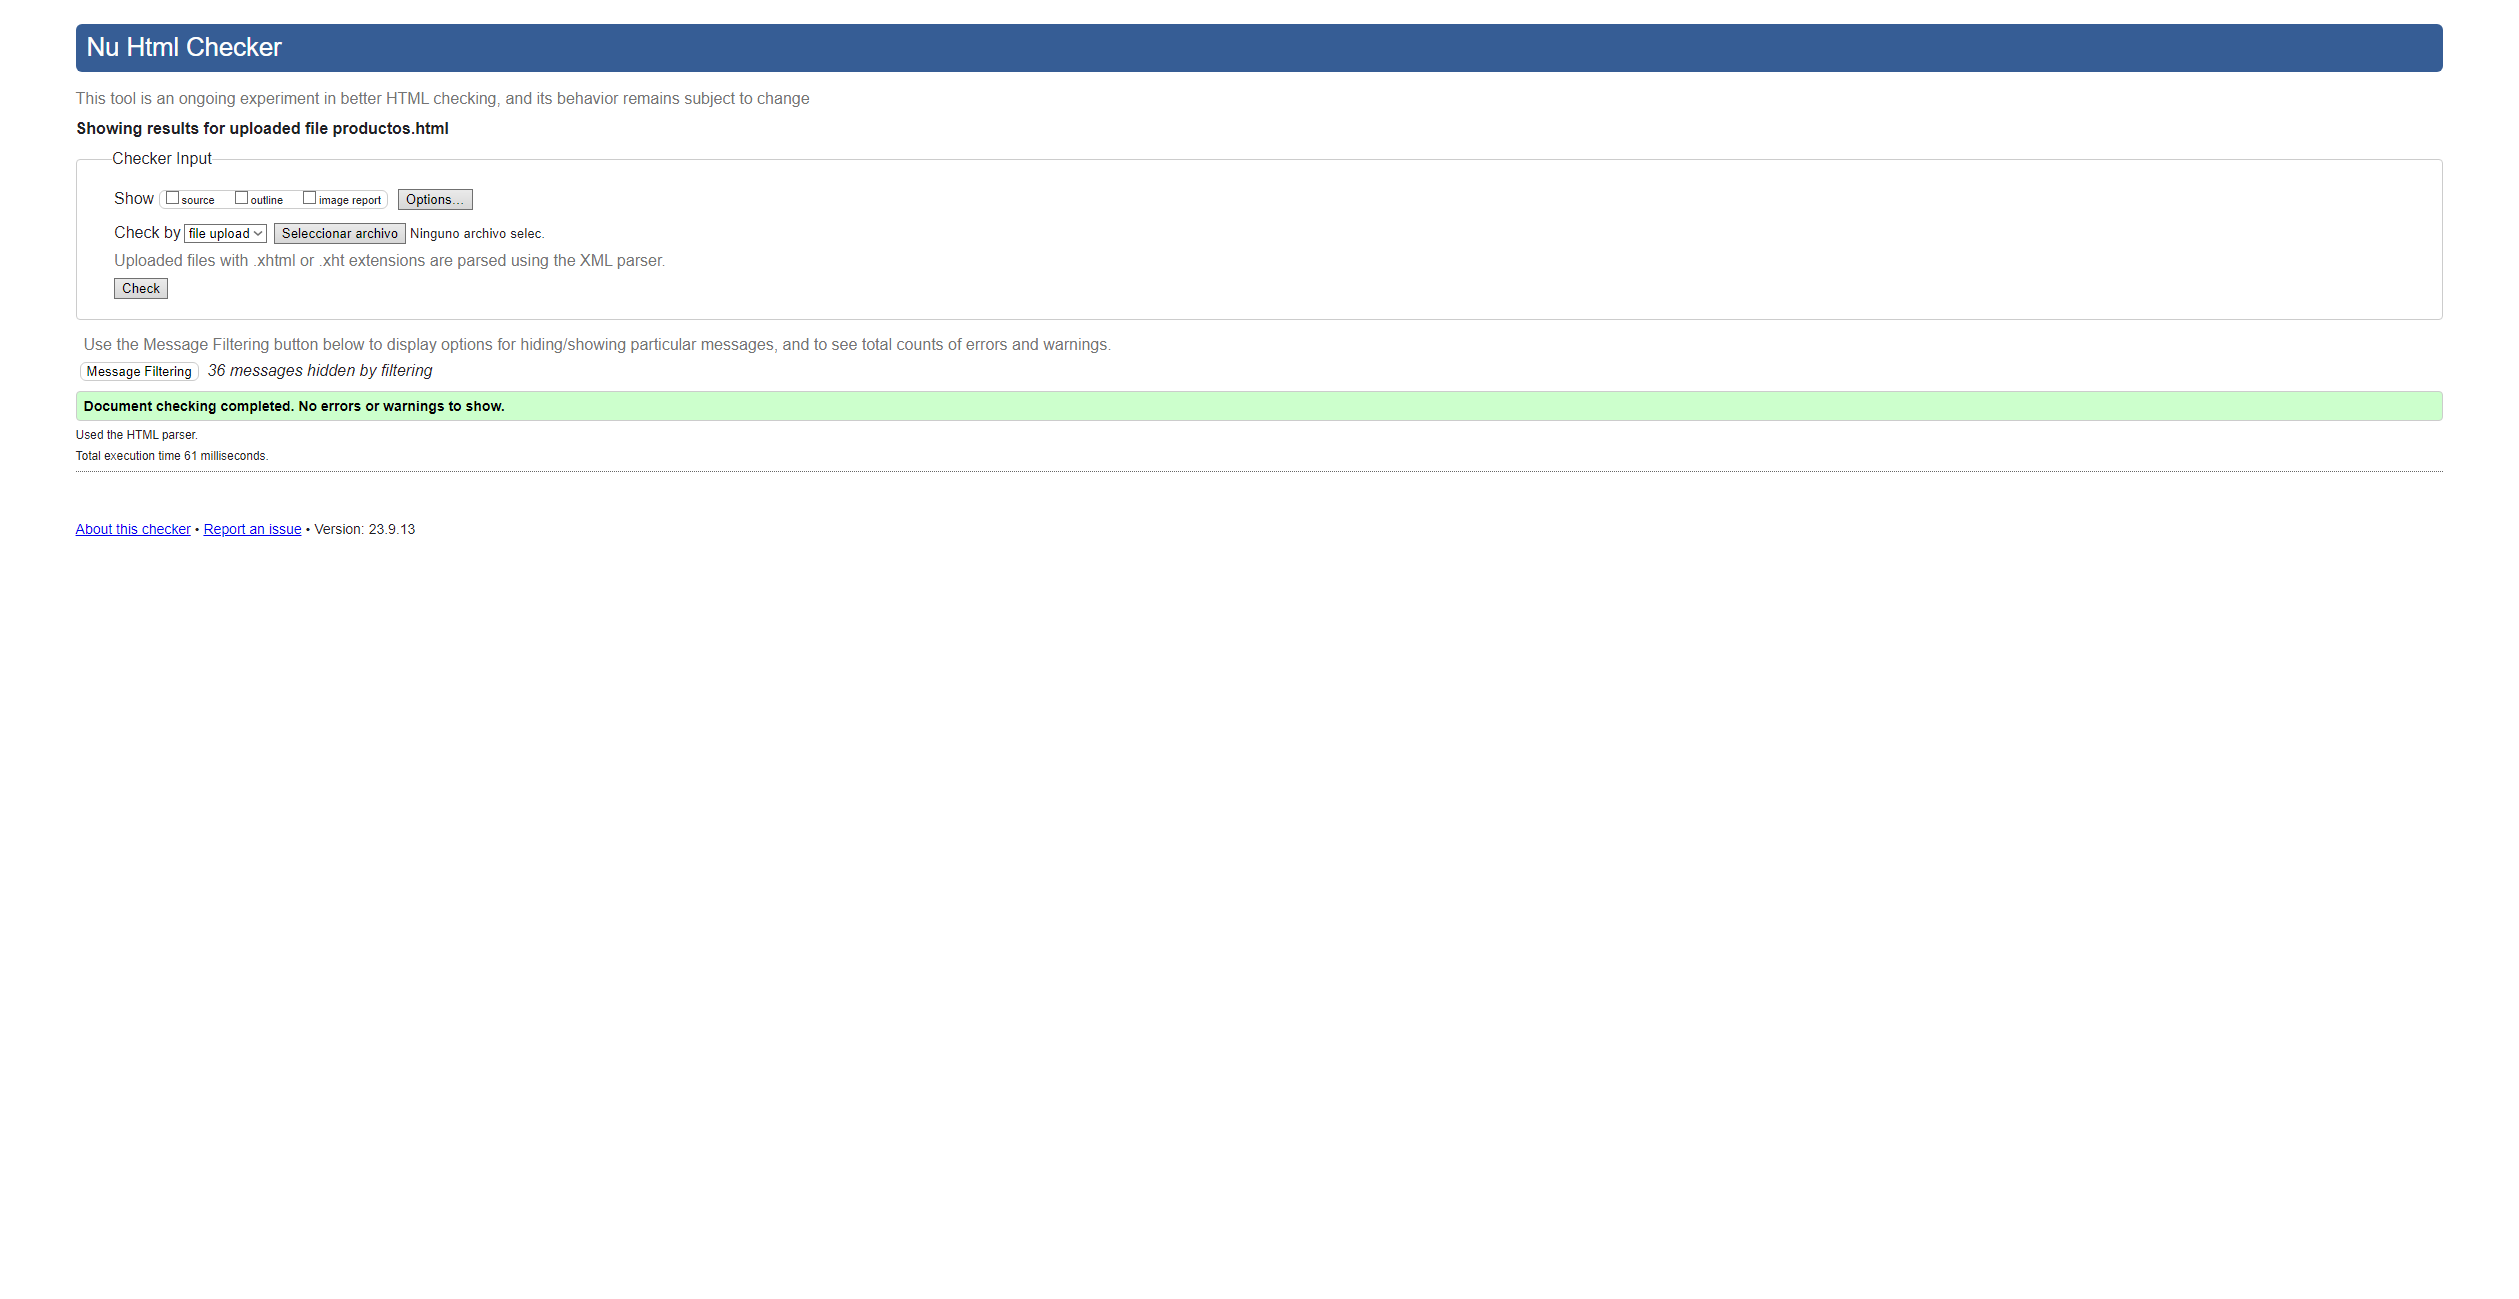 Nu Html Checker
This tool is an ongoing experiment in better HTML checking, and its behavior remains subject to change
Showing results for uploaded file productos.html
Checker Input
Show source outline image report Options...
Check by file upload Seleccionar archivo Ninguno archivo selec.
Uploaded files with .xhtml or .xht extensions are parsed using the XML parser.
Check
Use the Message Filtering button below to display options for hiding/showing particular messages, and to see total counts of errors and warnings.
Message Filtering 36 messages hidden by filtering
Document checking completed. No errors or warnings to show.
Used the HTML parser.
Total execution time 61 milliseconds.
About this checker • Report an issue • Version: 23.9.13